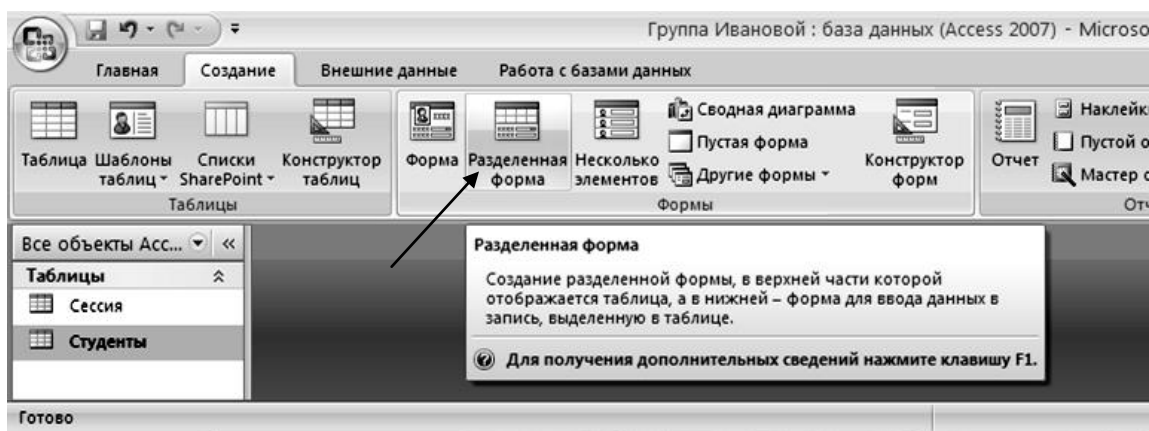 Группа Ивановой : база данных (Access 2007) - Microso
Главная Создание Внешние данные Работа с базами данных
Таблица
Шаблоны таблиц
Списки SharePoint
Конструктор таблиц
Таблицы
Форма
Разделенная форма
Несколько элементов
Сводная диаграмма
Пустая форма
Другие формы
Конструктор форм
Формы
Отчет
Наклейк
Пустой о
Мастер о
Отч
Все объекты Acc... «
Таблицы
Сессия
Студенты
Разделенная форма
Создание разделенной формы, в верхней части которой
отображается таблица, а в нижней – форма для ввода данных в
запись, выделенную в таблице.
Для получения дополнительных сведений нажмите клавишу F1.
Готово